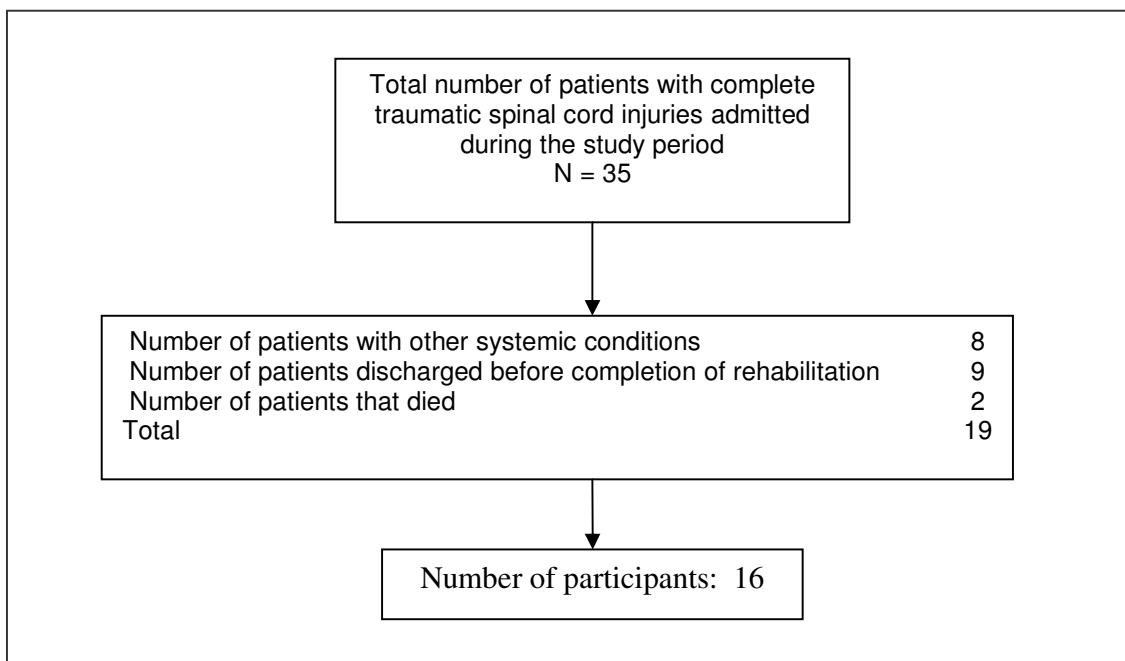 Total number of patients with complete
traumatic spinal cord injuries admitted
during the study period
N = 35
Number of patients with other systemic conditions 8
Number of patients discharged before completion of rehabilitation 9
Number of patients that died 2
Total 19
Number of participants: 16